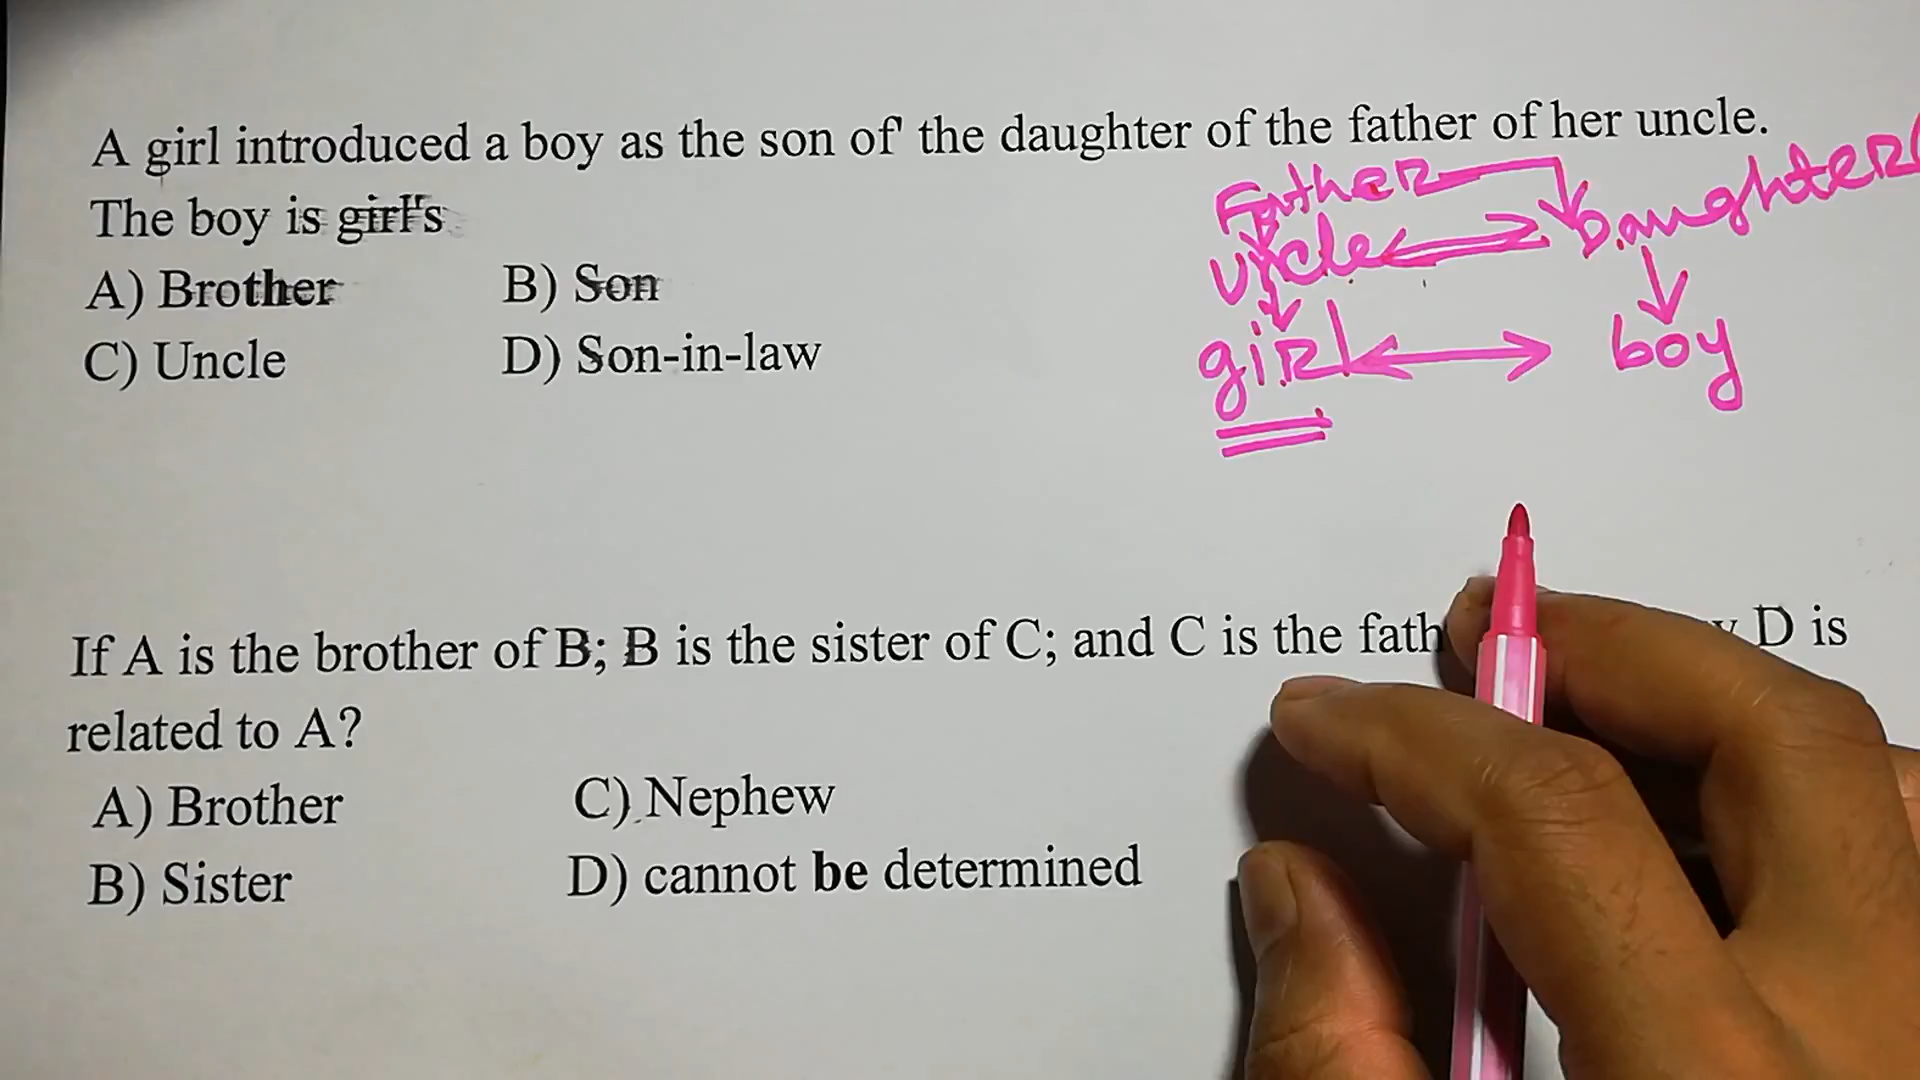 A girl introduced a boy as the son of the daughter of the father of her uncle.
The boy is girl's
A) Brother B) Son
C) Uncle D) Son-in-law
Father
Uncle Daughter
girl boy
If A is the brother of B; B is the sister of C; and C is the D is
related to A?
A) Brother C) Nephew
B) Sister D) cannot be determined